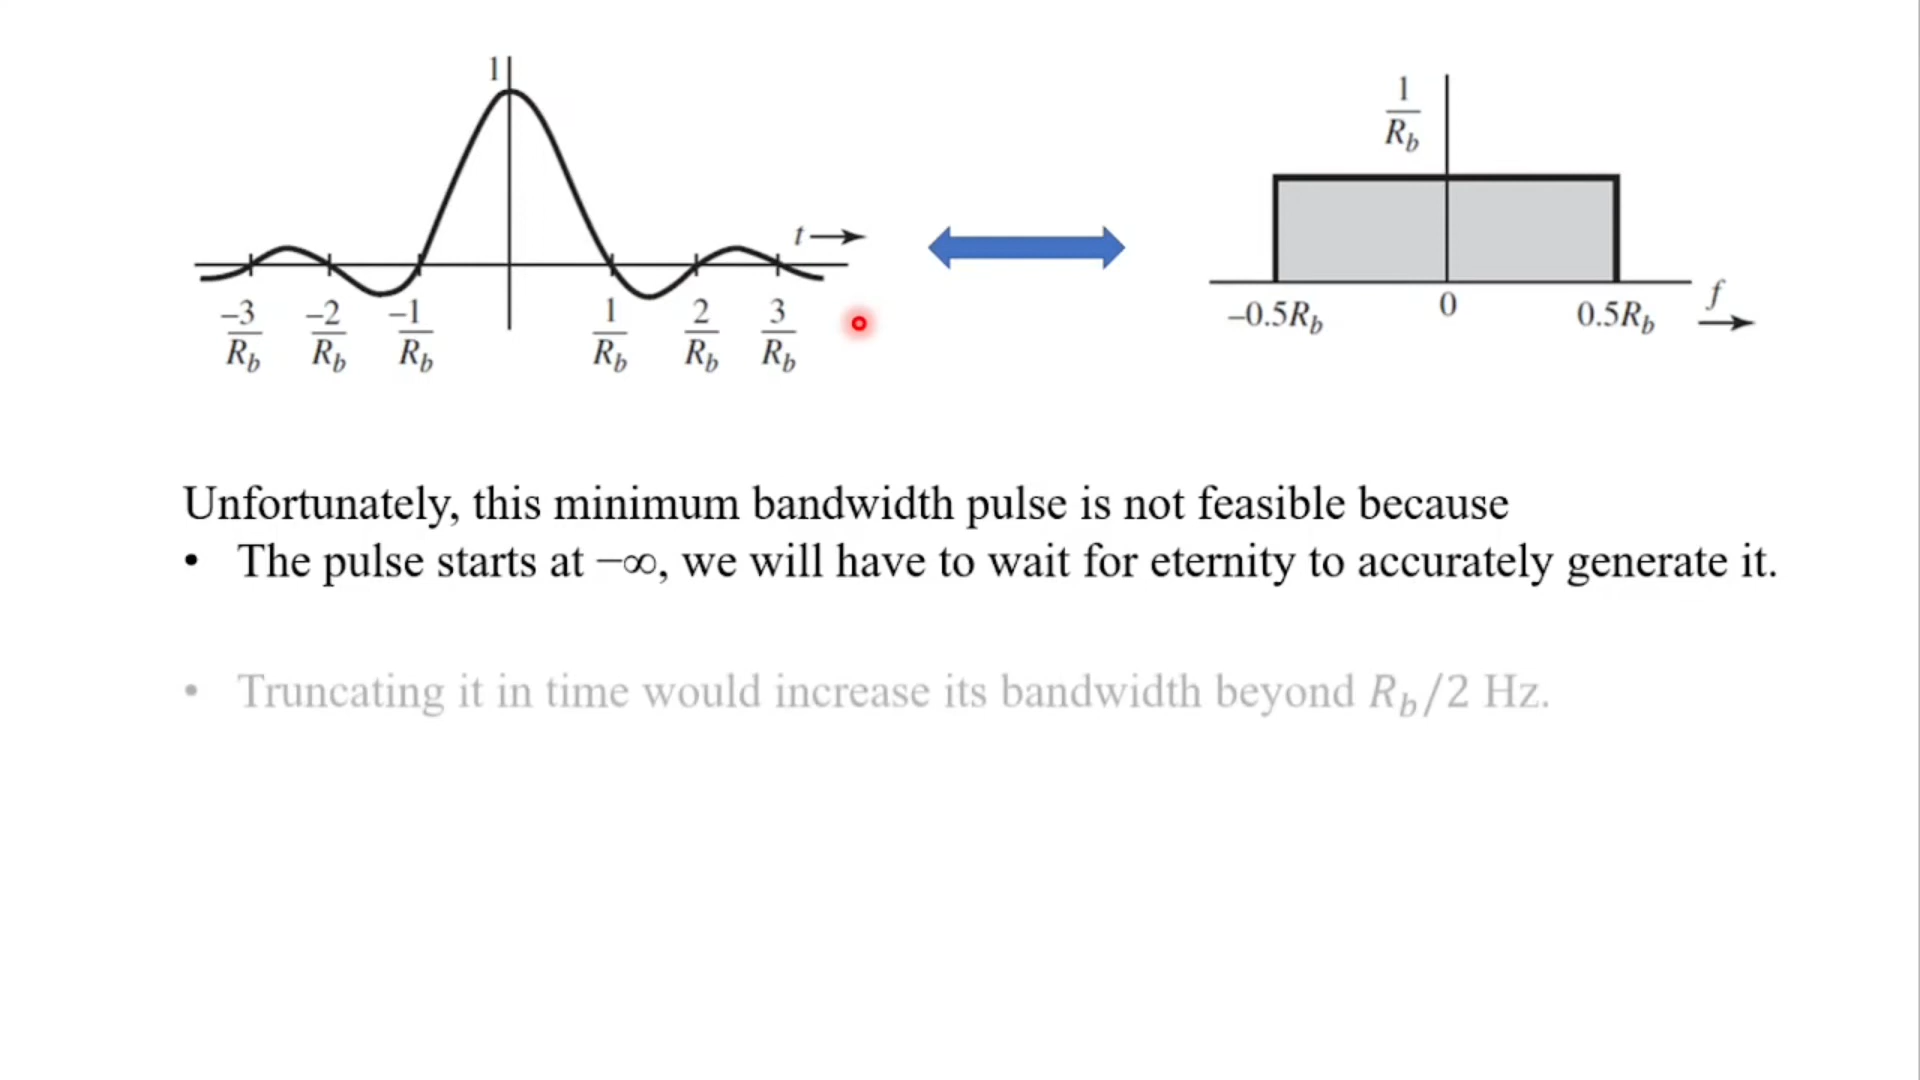 1
t
−3/R_b −2/R_b −1/R_b 1/R_b 2/R_b 3/R_b
1/R_b
−0.5R_b 0 0.5R_b f
Unfortunately, this minimum bandwidth pulse is not feasible because
• The pulse starts at −∞, we will have to wait for eternity to accurately generate it.
• Truncating it in time would increase its bandwidth beyond R_b/2 Hz.